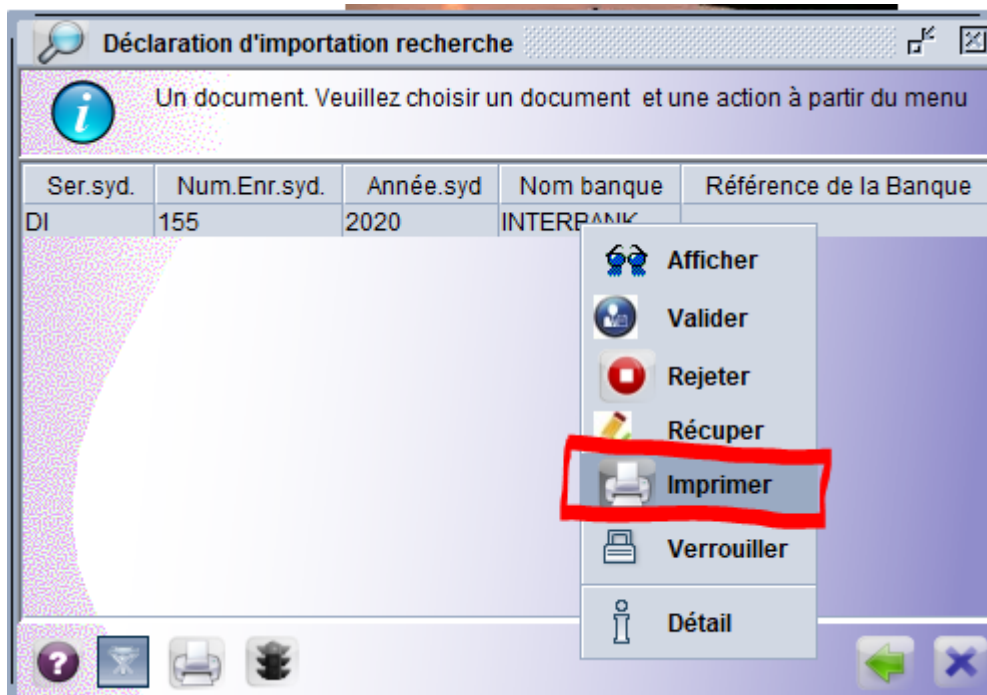 Déclaration d'importation recherche
Un document. Veuillez choisir un document et une action à partir du menu
Ser.syd. Num.Enr.syd. Année.syd Nom banque Référence de la Banque
DI 155 2020 INTERBANK
Afficher
Valider
Rejeter
Récuper
Imprimer
Verrouiller
Détail